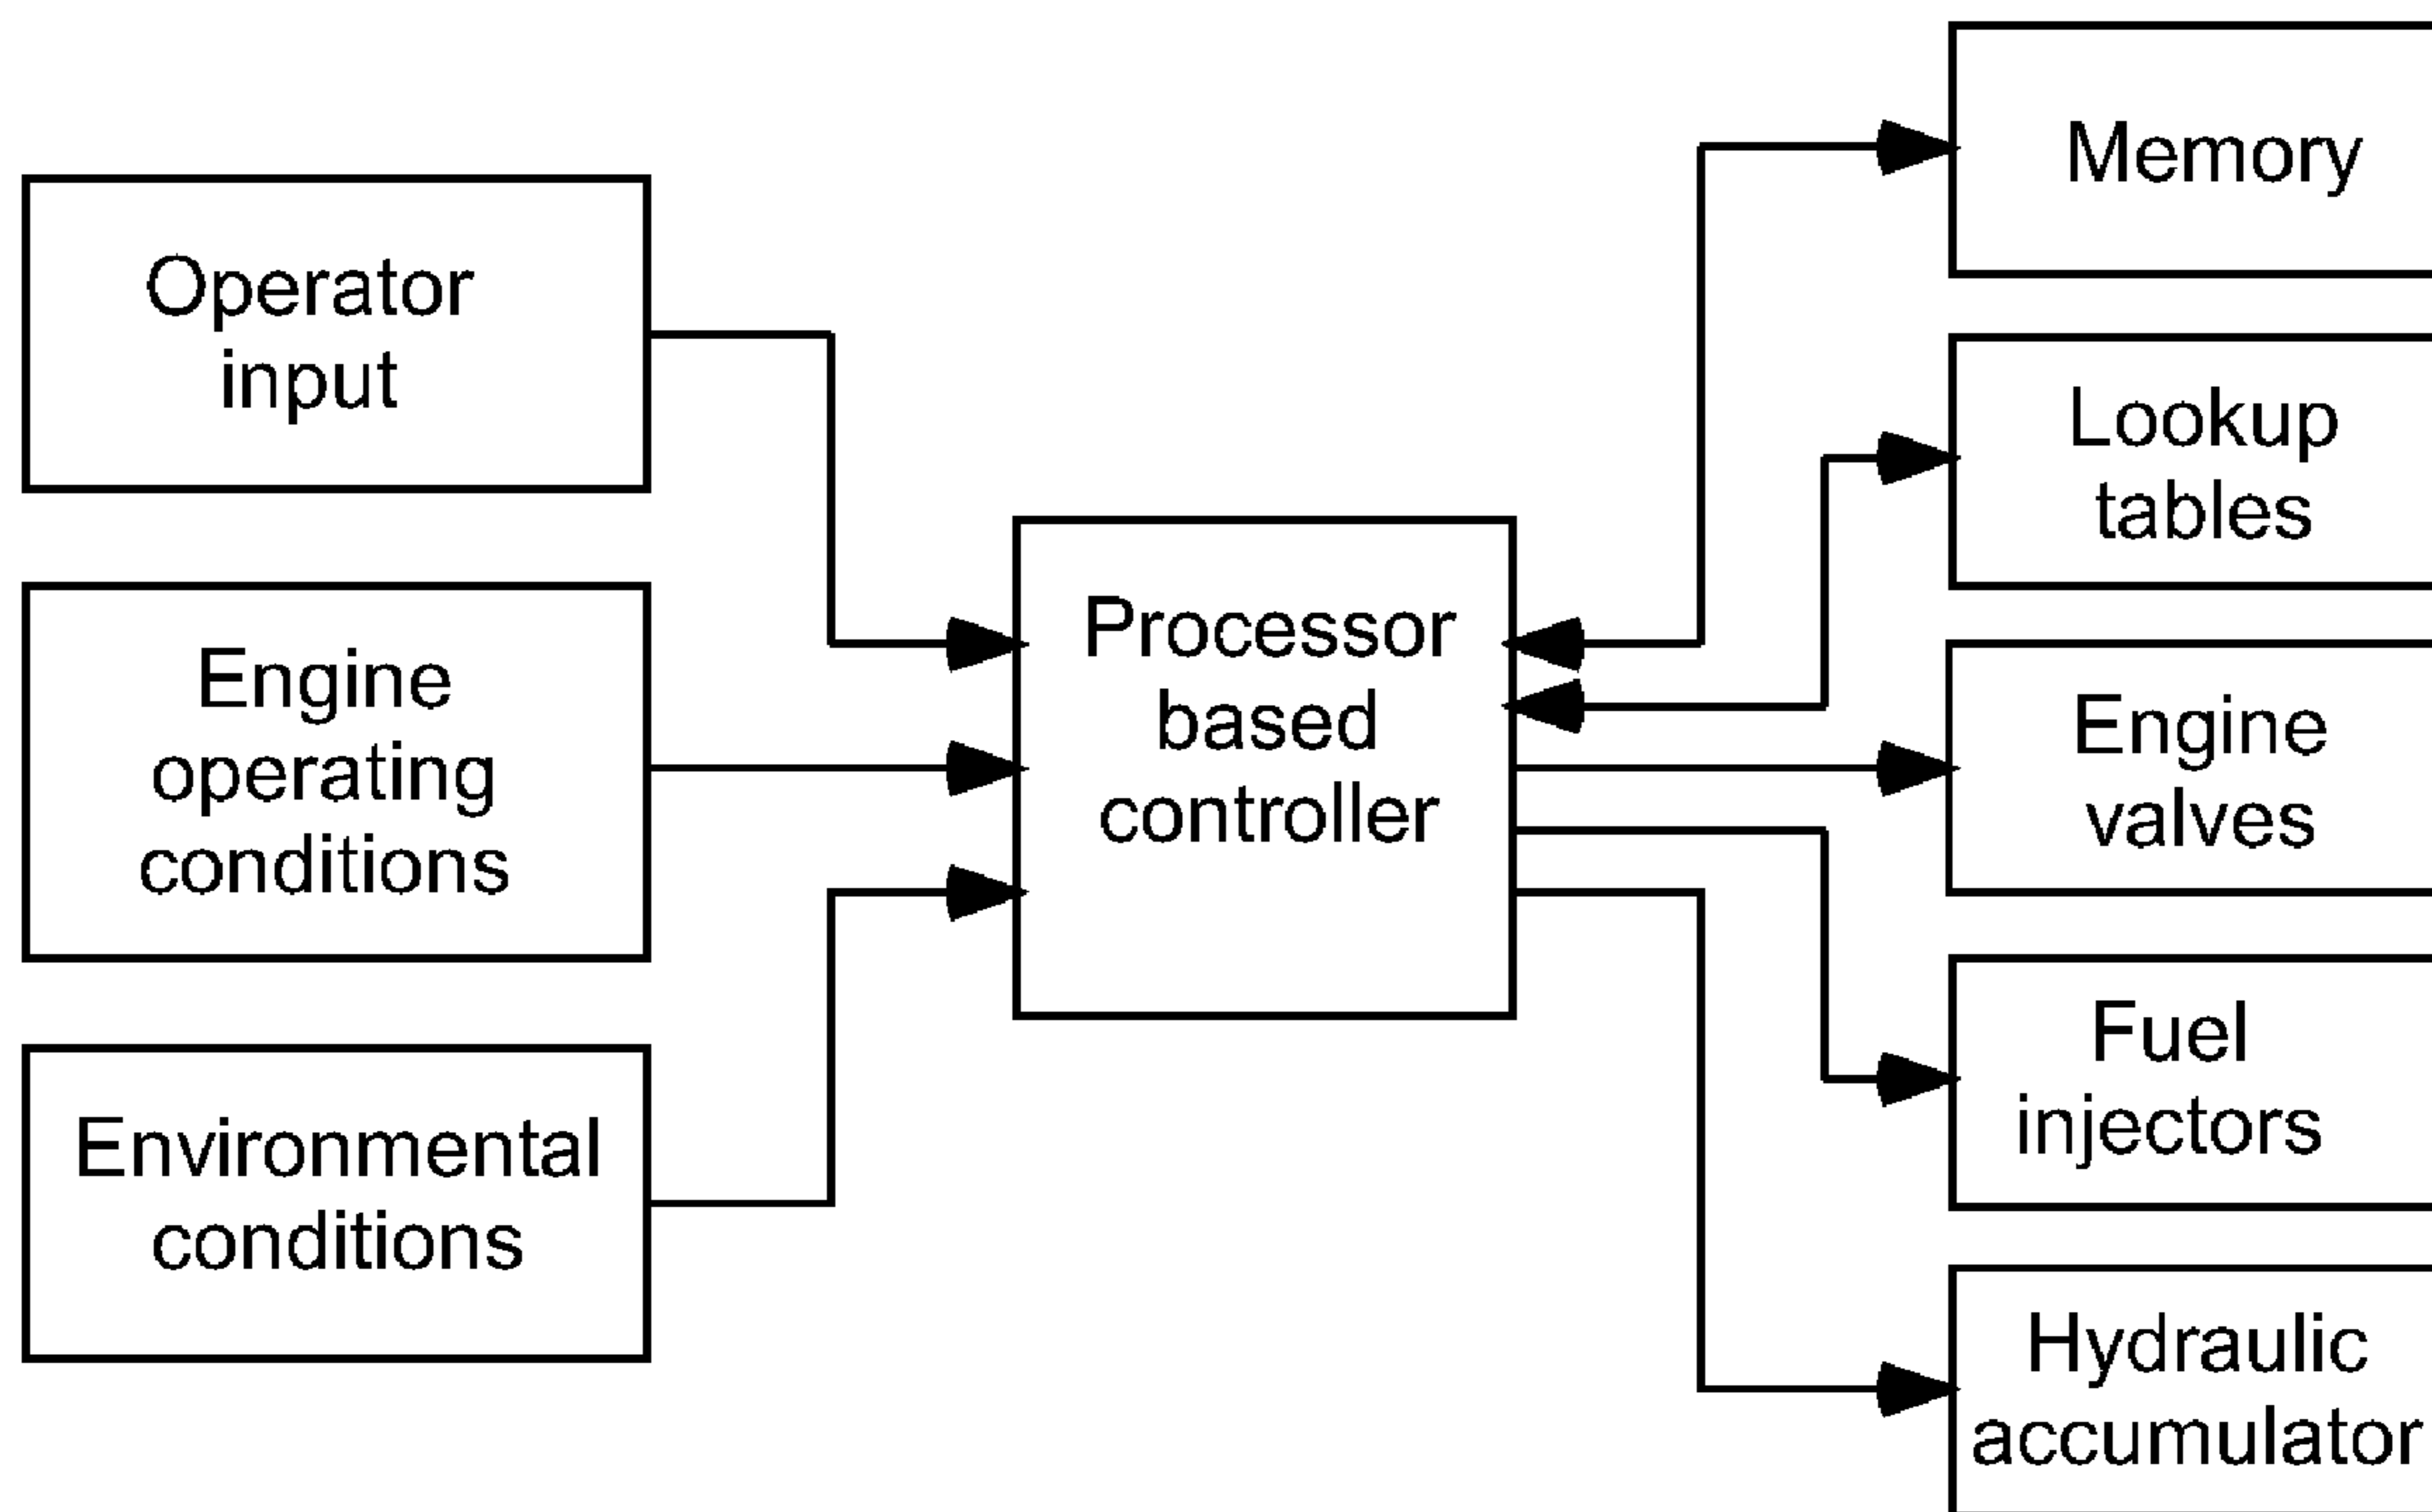 Operator
input
Engine
operating
conditions
Environmental
conditions
Processor
based
controller
Memory
Lookup
tables
Engine
valves
Fuel
injectors
Hydraulic
accumulator